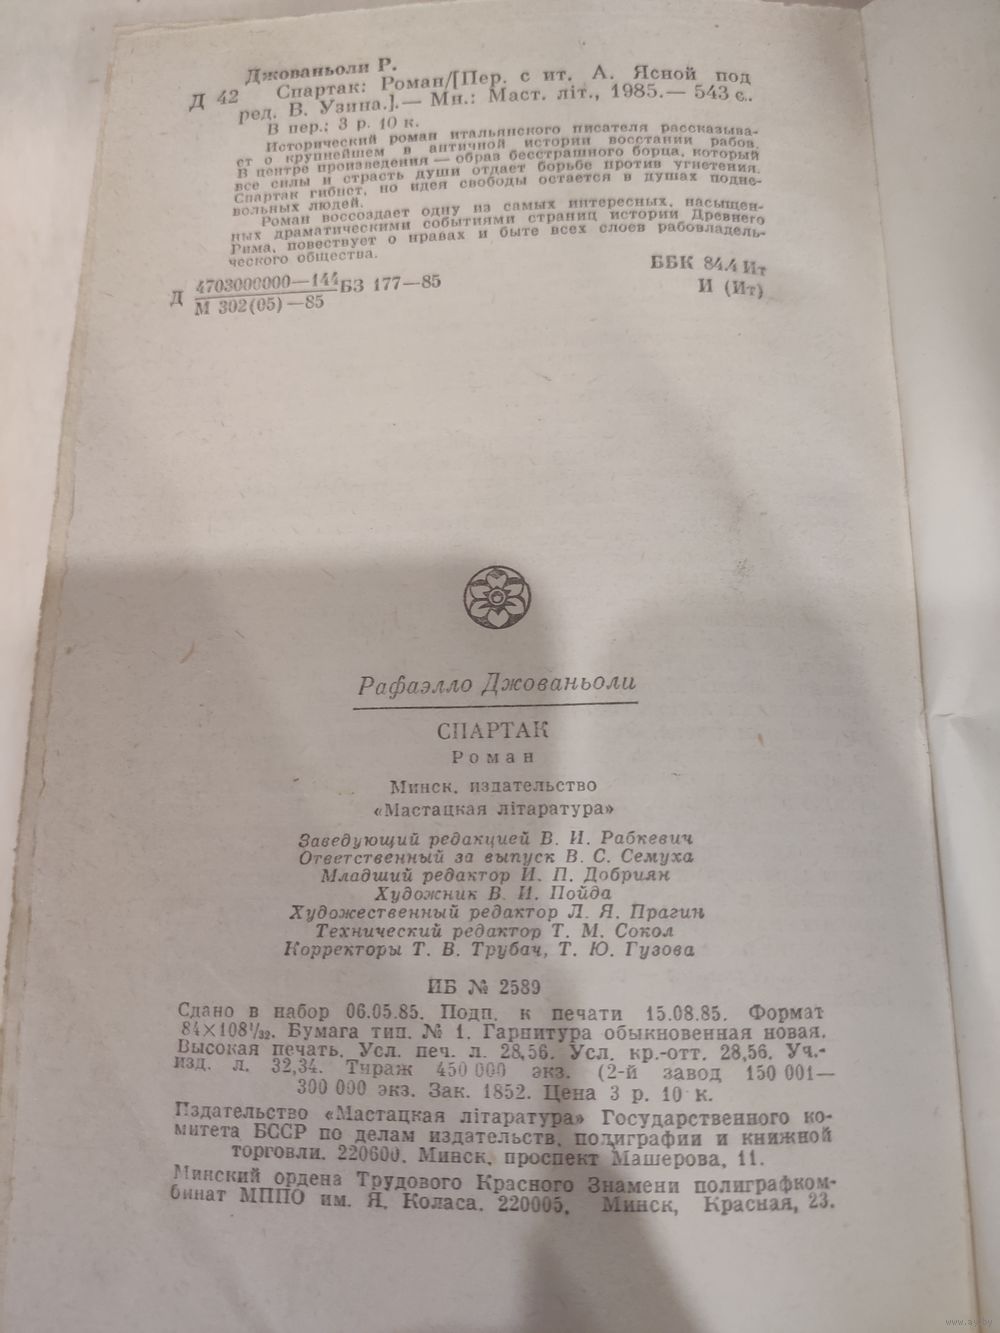 Джованьоли Р.
Д 42 Спартак: Роман/[Пер. с ит. А. Ясной под
ред. В. Узина.].— Мн.: Маст. літ., 1985.— 543 с..
В пер.: 3 р. 10 к.
Исторический роман итальянского писателя рассказыва-
ет о крупнейшем в античной истории восстании рабов.
В центре произведения — образ бесстрашного борца, который
все силы и страсть души отдает борьбе против угнетения.
Спартак гибнет, но идея свободы остается в душах подне-
вольных людей.
Роман воссоздает одну из самых интересных, насыщен-
ных драматическими событиями страниц истории Древнего
Рима, повествует о нравах и быте всех слоев рабовладель-
ческого общества.
Д 4703000000—144 БЗ 177—85
М 302(05)—85
ББК 84.4 Ит
И (Ит)
Рафаэлло Джованьоли
СПАРТАК
Роман
Минск, издательство
«Мастацкая літаратура»
Заведующий редакцией В. И. Рабкевич
Ответственный за выпуск В. С. Семуха
Младший редактор И. П. Добриян
Художник В. И. Пойда
Художественный редактор Л. Я. Прагин
Технический редактор Т. М. Сокол
Корректоры Т. В. Трубач, Т. Ю. Гузова
ИБ № 2589
Сдано в набор 06.05.85. Подп. к печати 15.08.85. Формат
84×108¹/₃₂. Бумага тип. № 1. Гарнитура обыкновенная новая.
Высокая печать. Усл. печ. л. 28,56. Усл. кр.-отт. 28,56. Уч.-
изд. л. 32,34. Тираж 450 000 экз. (2-й завод 150 001—
300 000 экз. Зак. 1852. Цена 3 р. 10 к.
Издательство «Мастацкая літаратура» Государственного ко-
митета БССР по делам издательств, полиграфии и книжной
торговли. 220600, Минск, проспект Машерова, 11.
Минский ордена Трудового Красного Знамени полиграфком-
бинат МППО им. Я. Коласа. 220005, Минск, Красная, 23.
www.ay.by